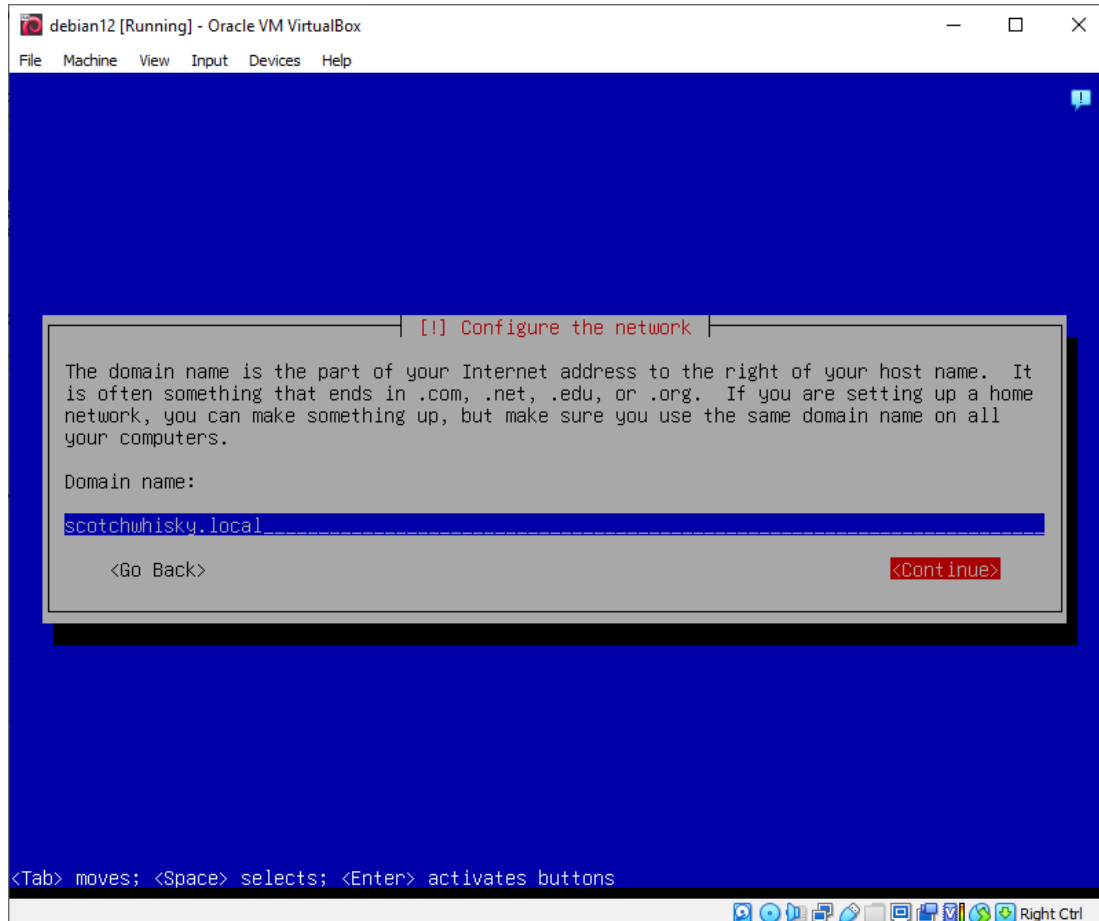 debian12 [Running] - Oracle VM VirtualBox
File Machine View Input Devices Help
[!] Configure the network
The domain name is the part of your Internet address to the right of your host name.  It
is often something that ends in .com, .net, .edu, or .org.  If you are setting up a home
network, you can make something up, but make sure you use the same domain name on all
your computers.
Domain name:
scotchwhisky.local
<Go Back> <Continue>
<Tab> moves; <Space> selects; <Enter> activates buttons
Right Ctrl